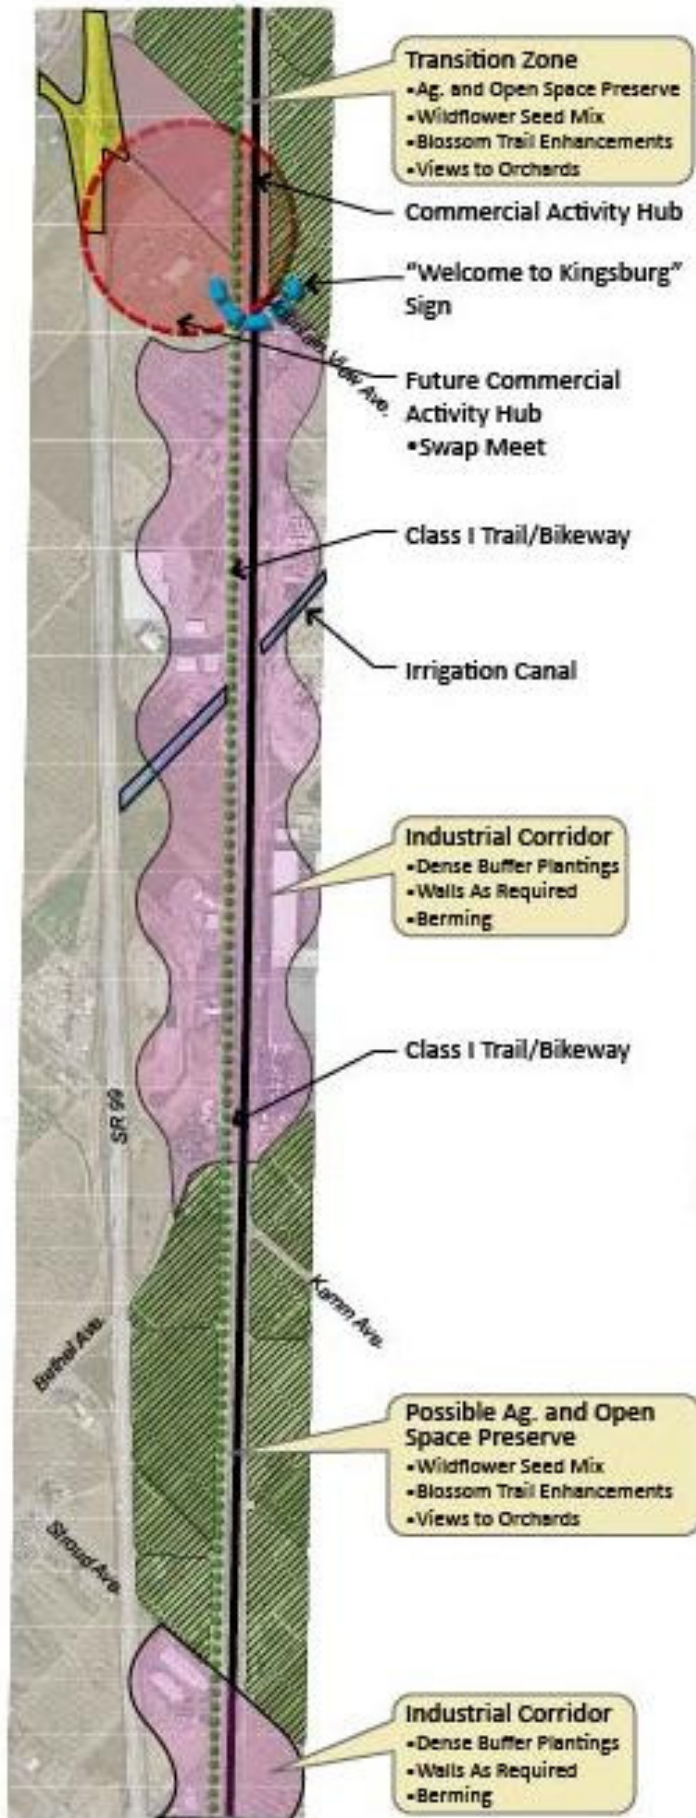 Transition Zone
▪Ag. and Open Space Preserve
▪Wildflower Seed Mix
▪Blossom Trail Enhancements
▪Views to Orchards
Commercial Activity Hub
“Welcome to Kingsburg”
Sign
View Ave.
Future Commercial
Activity Hub
▪Swap Meet
Class I Trail/Bikeway
Irrigation Canal
Industrial Corridor
▪Dense Buffer Plantings
▪Walls As Required
▪Berming
Class I Trail/Bikeway
SR 99
Kamm Ave.
Bethel Ave.
Possible Ag. and Open
Space Preserve
▪Wildflower Seed Mix
▪Blossom Trail Enhancements
▪Views to Orchards
Stroud Ave.
Industrial Corridor
▪Dense Buffer Plantings
▪Walls As Required
▪Berming